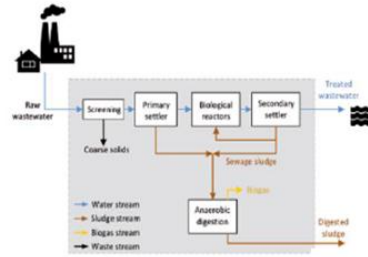 Raw
wastewater
Screening
Primary
settler
Biological
reactors
Secondary
settler
Treated
wastewater
Coarse solids
Sewage sludge
Biogas
Anaerobic
digestion
Digested
sludge
Water stream
Sludge stream
Biogas stream
Waste stream